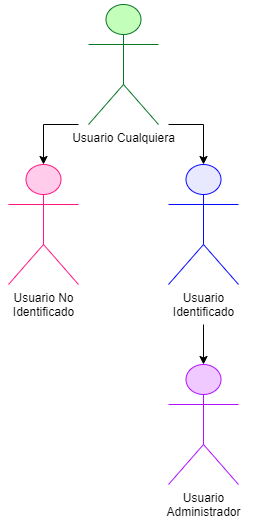 Usuario Cualquiera
Usuario No
Identificado
Usuario
Identificado
Usuario
Administrador